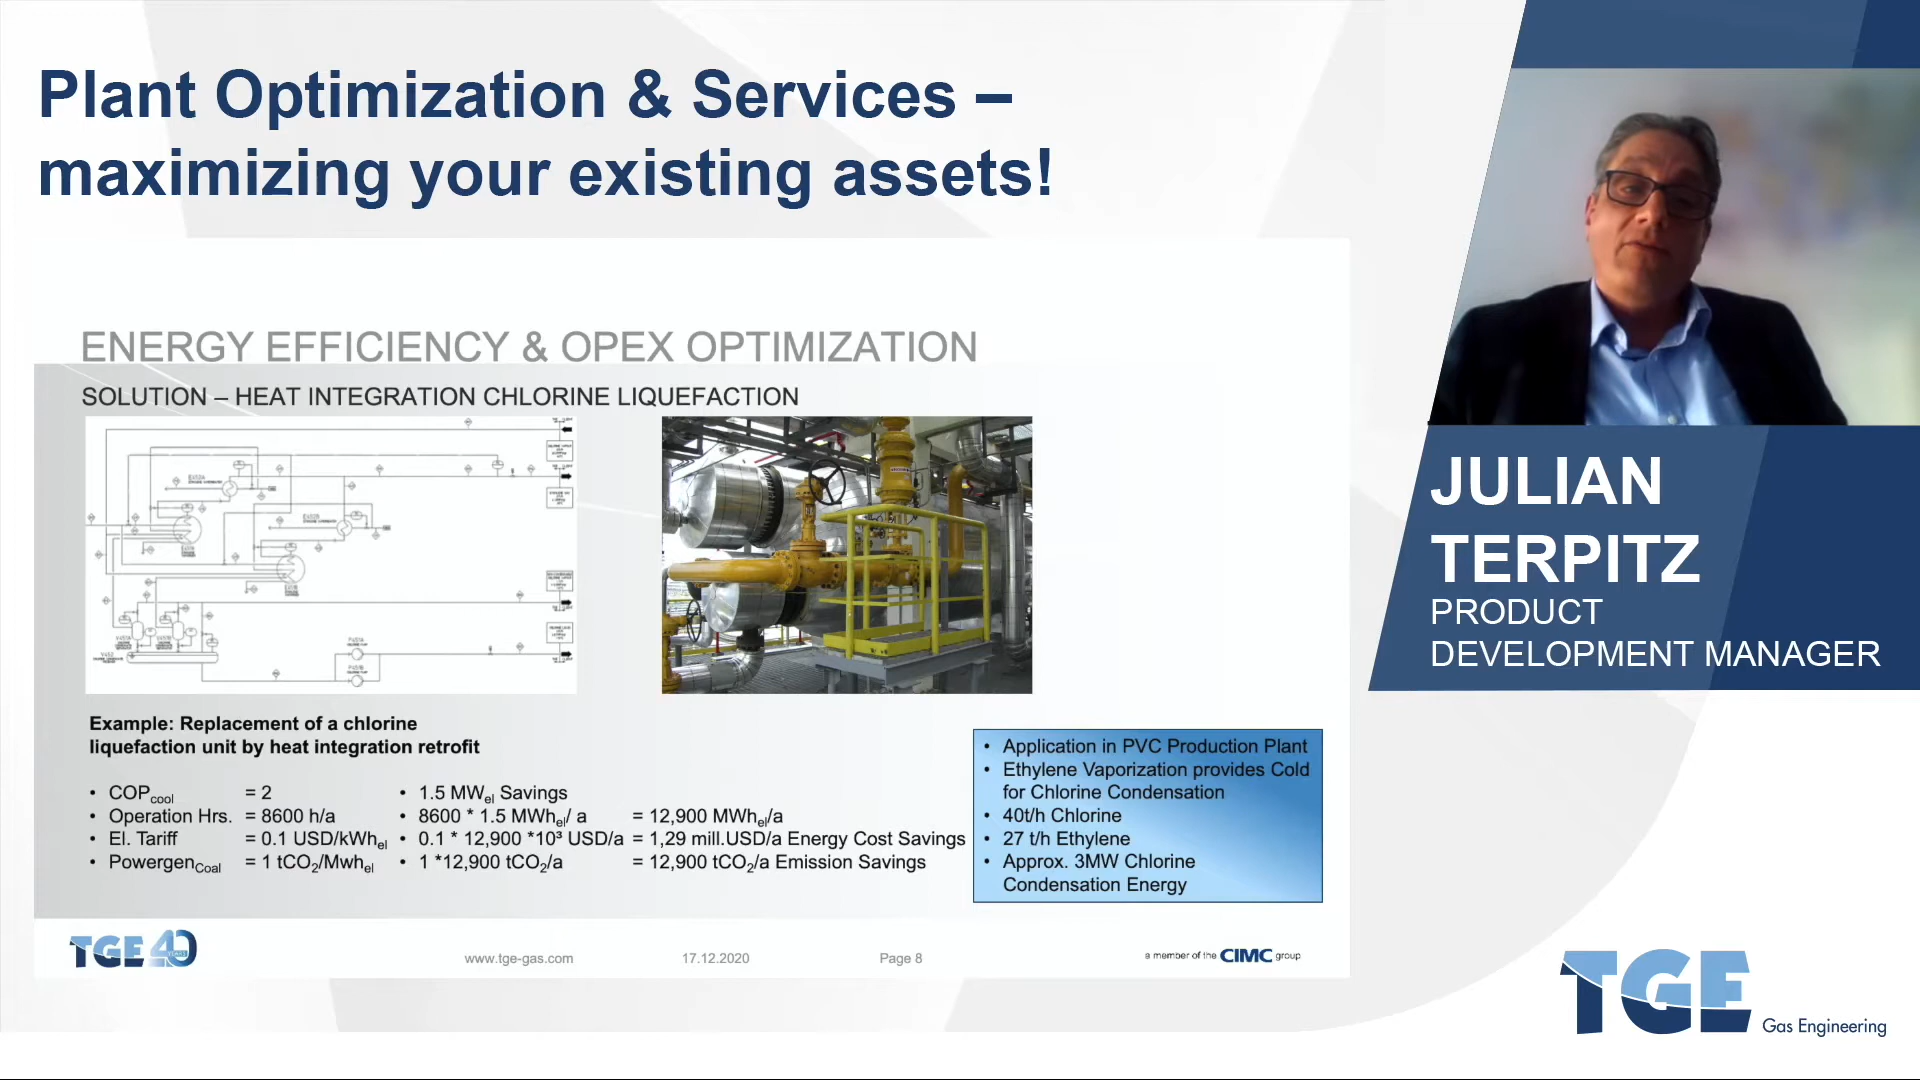 Plant Optimization & Services –
maximizing your existing assets!
ENERGY EFFICIENCY & OPEX OPTIMIZATION
SOLUTION – HEAT INTEGRATION CHLORINE LIQUEFACTION
Example: Replacement of a chlorine
liquefaction unit by heat integration retrofit
• COPcool = 2 • 1.5 MWel Savings
• Operation Hrs. = 8600 h/a • 8600 * 1.5 MWhel/ a = 12,900 MWhel/a
• El. Tariff = 0.1 USD/kWhel • 0.1 * 12,900 *10³ USD/a = 1,29 mill.USD/a Energy Cost Savings
• PowergenCoal = 1 tCO2/Mwhel • 1 *12,900 tCO2/a = 12,900 tCO2/a Emission Savings
• Application in PVC Production Plant
• Ethylene Vaporization provides Cold
for Chlorine Condensation
• 40t/h Chlorine
• 27 t/h Ethylene
• Approx. 3MW Chlorine
Condensation Energy
TGE 40
www.tge-gas.com 17.12.2020 Page 8
a member of the CIMC group
JULIAN
TERPITZ
PRODUCT
DEVELOPMENT MANAGER
TGE Gas Engineering